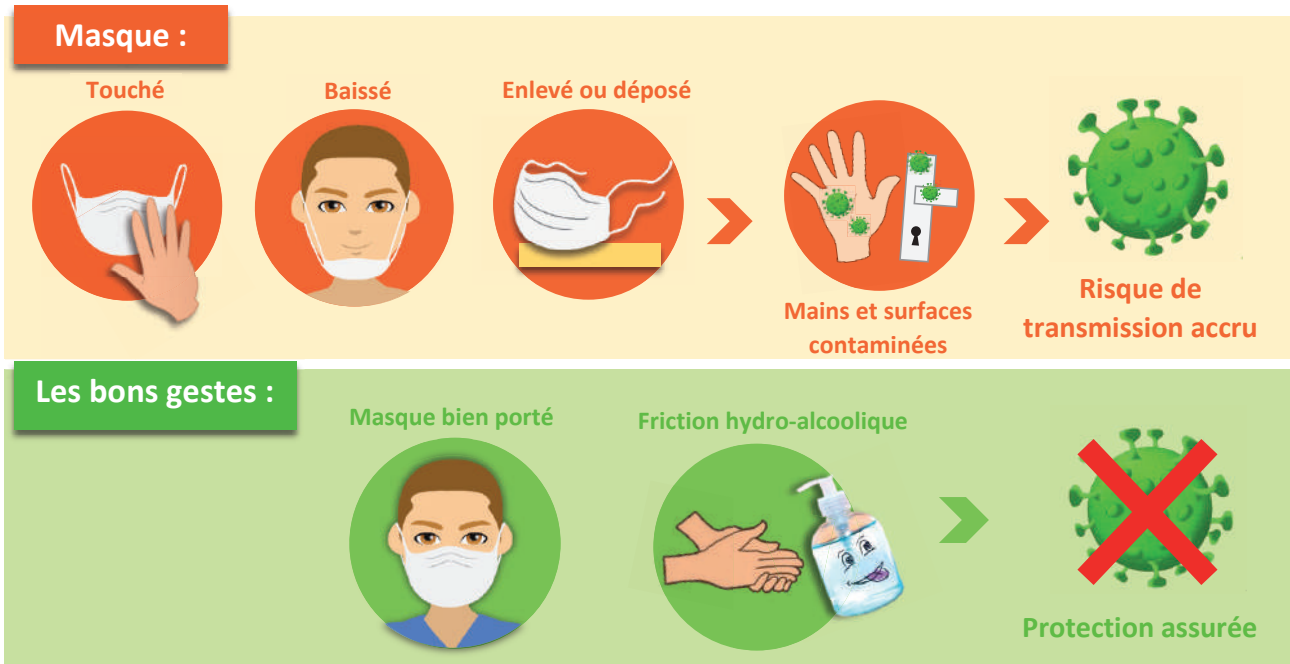 Masque :
Touché
Baissé
Enlevé ou déposé
Mains et surfaces
contaminées
Risque de
transmission accru
Les bons gestes :
Masque bien porté
Friction hydro-alcoolique
Protection assurée